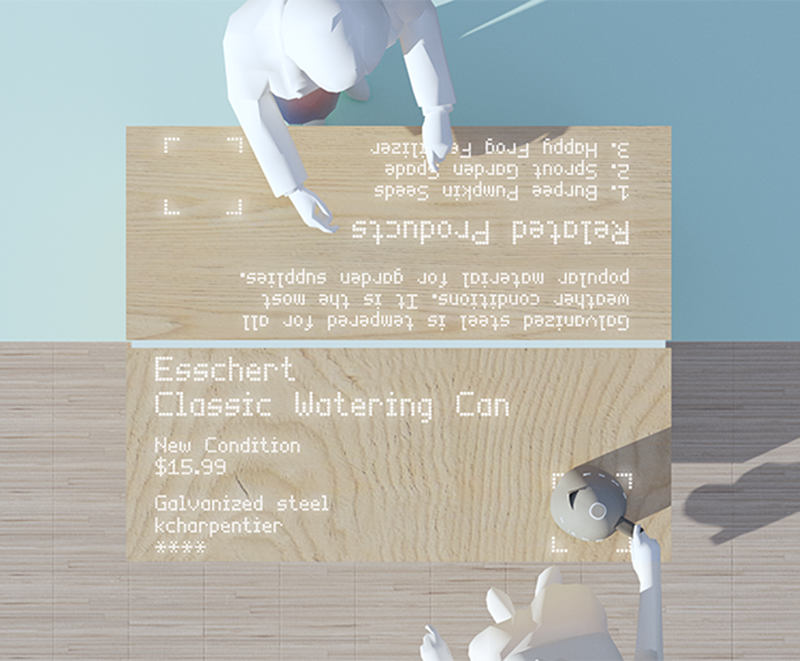 Esschert
Classic Watering Can
New Condition
$15.99
Galvanized steel
kcharpentier
****
Galvanized steel is tempered for all
weather conditions. It is the most
popular material for garden supplies.
Related Products
1. Burpee Pumpkin Seeds
2. Sprout Garden Spade
3. Happy Frog